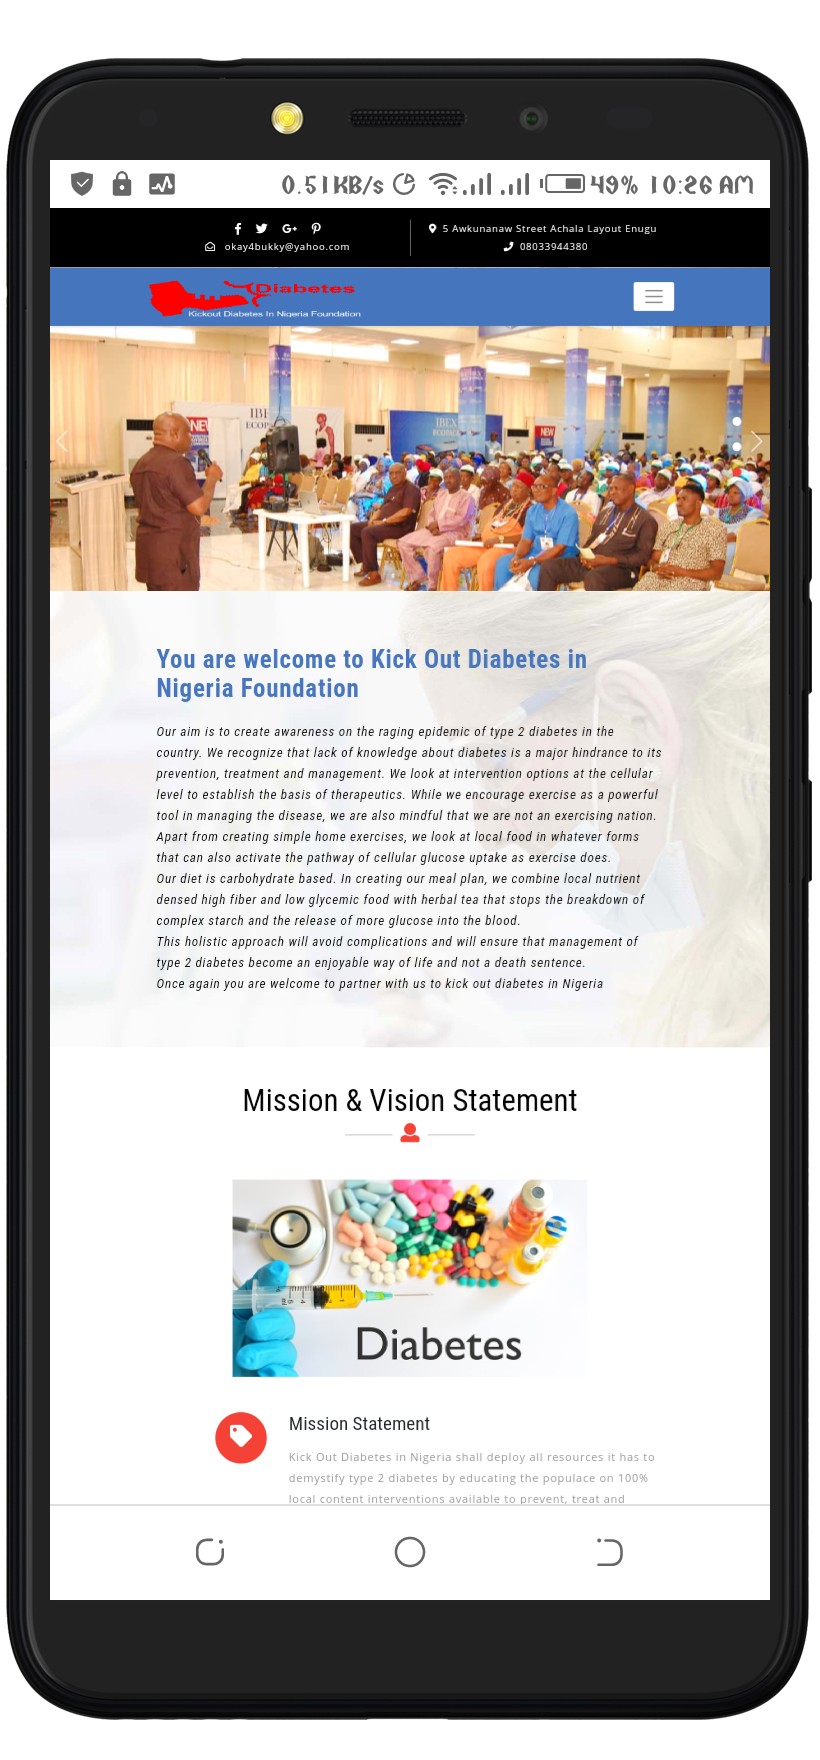 0.51KB/s 49% 10:26 AM
okay4bukky@yahoo.com
5 Awkunanaw Street Achala Layout Enugu
08033944380
Diabetes
Kickout Diabetes In Nigeria Foundation
NEW
IBE
ECOP
IBEX
ECOPACK
NEW
You are welcome to Kick Out Diabetes in
Nigeria Foundation
Our aim is to create awareness on the raging epidemic of type 2 diabetes in the
country. We recognize that lack of knowledge about diabetes is a major hindrance to its
prevention, treatment and management. We look at intervention options at the cellular
level to establish the basis of therapeutics. While we encourage exercise as a powerful
tool in managing the disease, we are also mindful that we are not an exercising nation.
Apart from creating simple home exercises, we look at local food in whatever forms
that can also activate the pathway of cellular glucose uptake as exercise does.
Our diet is carbohydrate based. In creating our meal plan, we combine local nutrient
densed high fiber and low glycemic food with herbal tea that stops the breakdown of
complex starch and the release of more glucose into the blood.
This holistic approach will avoid complications and will ensure that management of
type 2 diabetes become an enjoyable way of life and not a death sentence.
Once again you are welcome to partner with us to kick out diabetes in Nigeria
Mission & Vision Statement
Diabetes
Mission Statement
Kick Out Diabetes in Nigeria shall deploy all resources it has to
demystify type 2 diabetes by educating the populace on 100%
local content interventions available to prevent, treat and